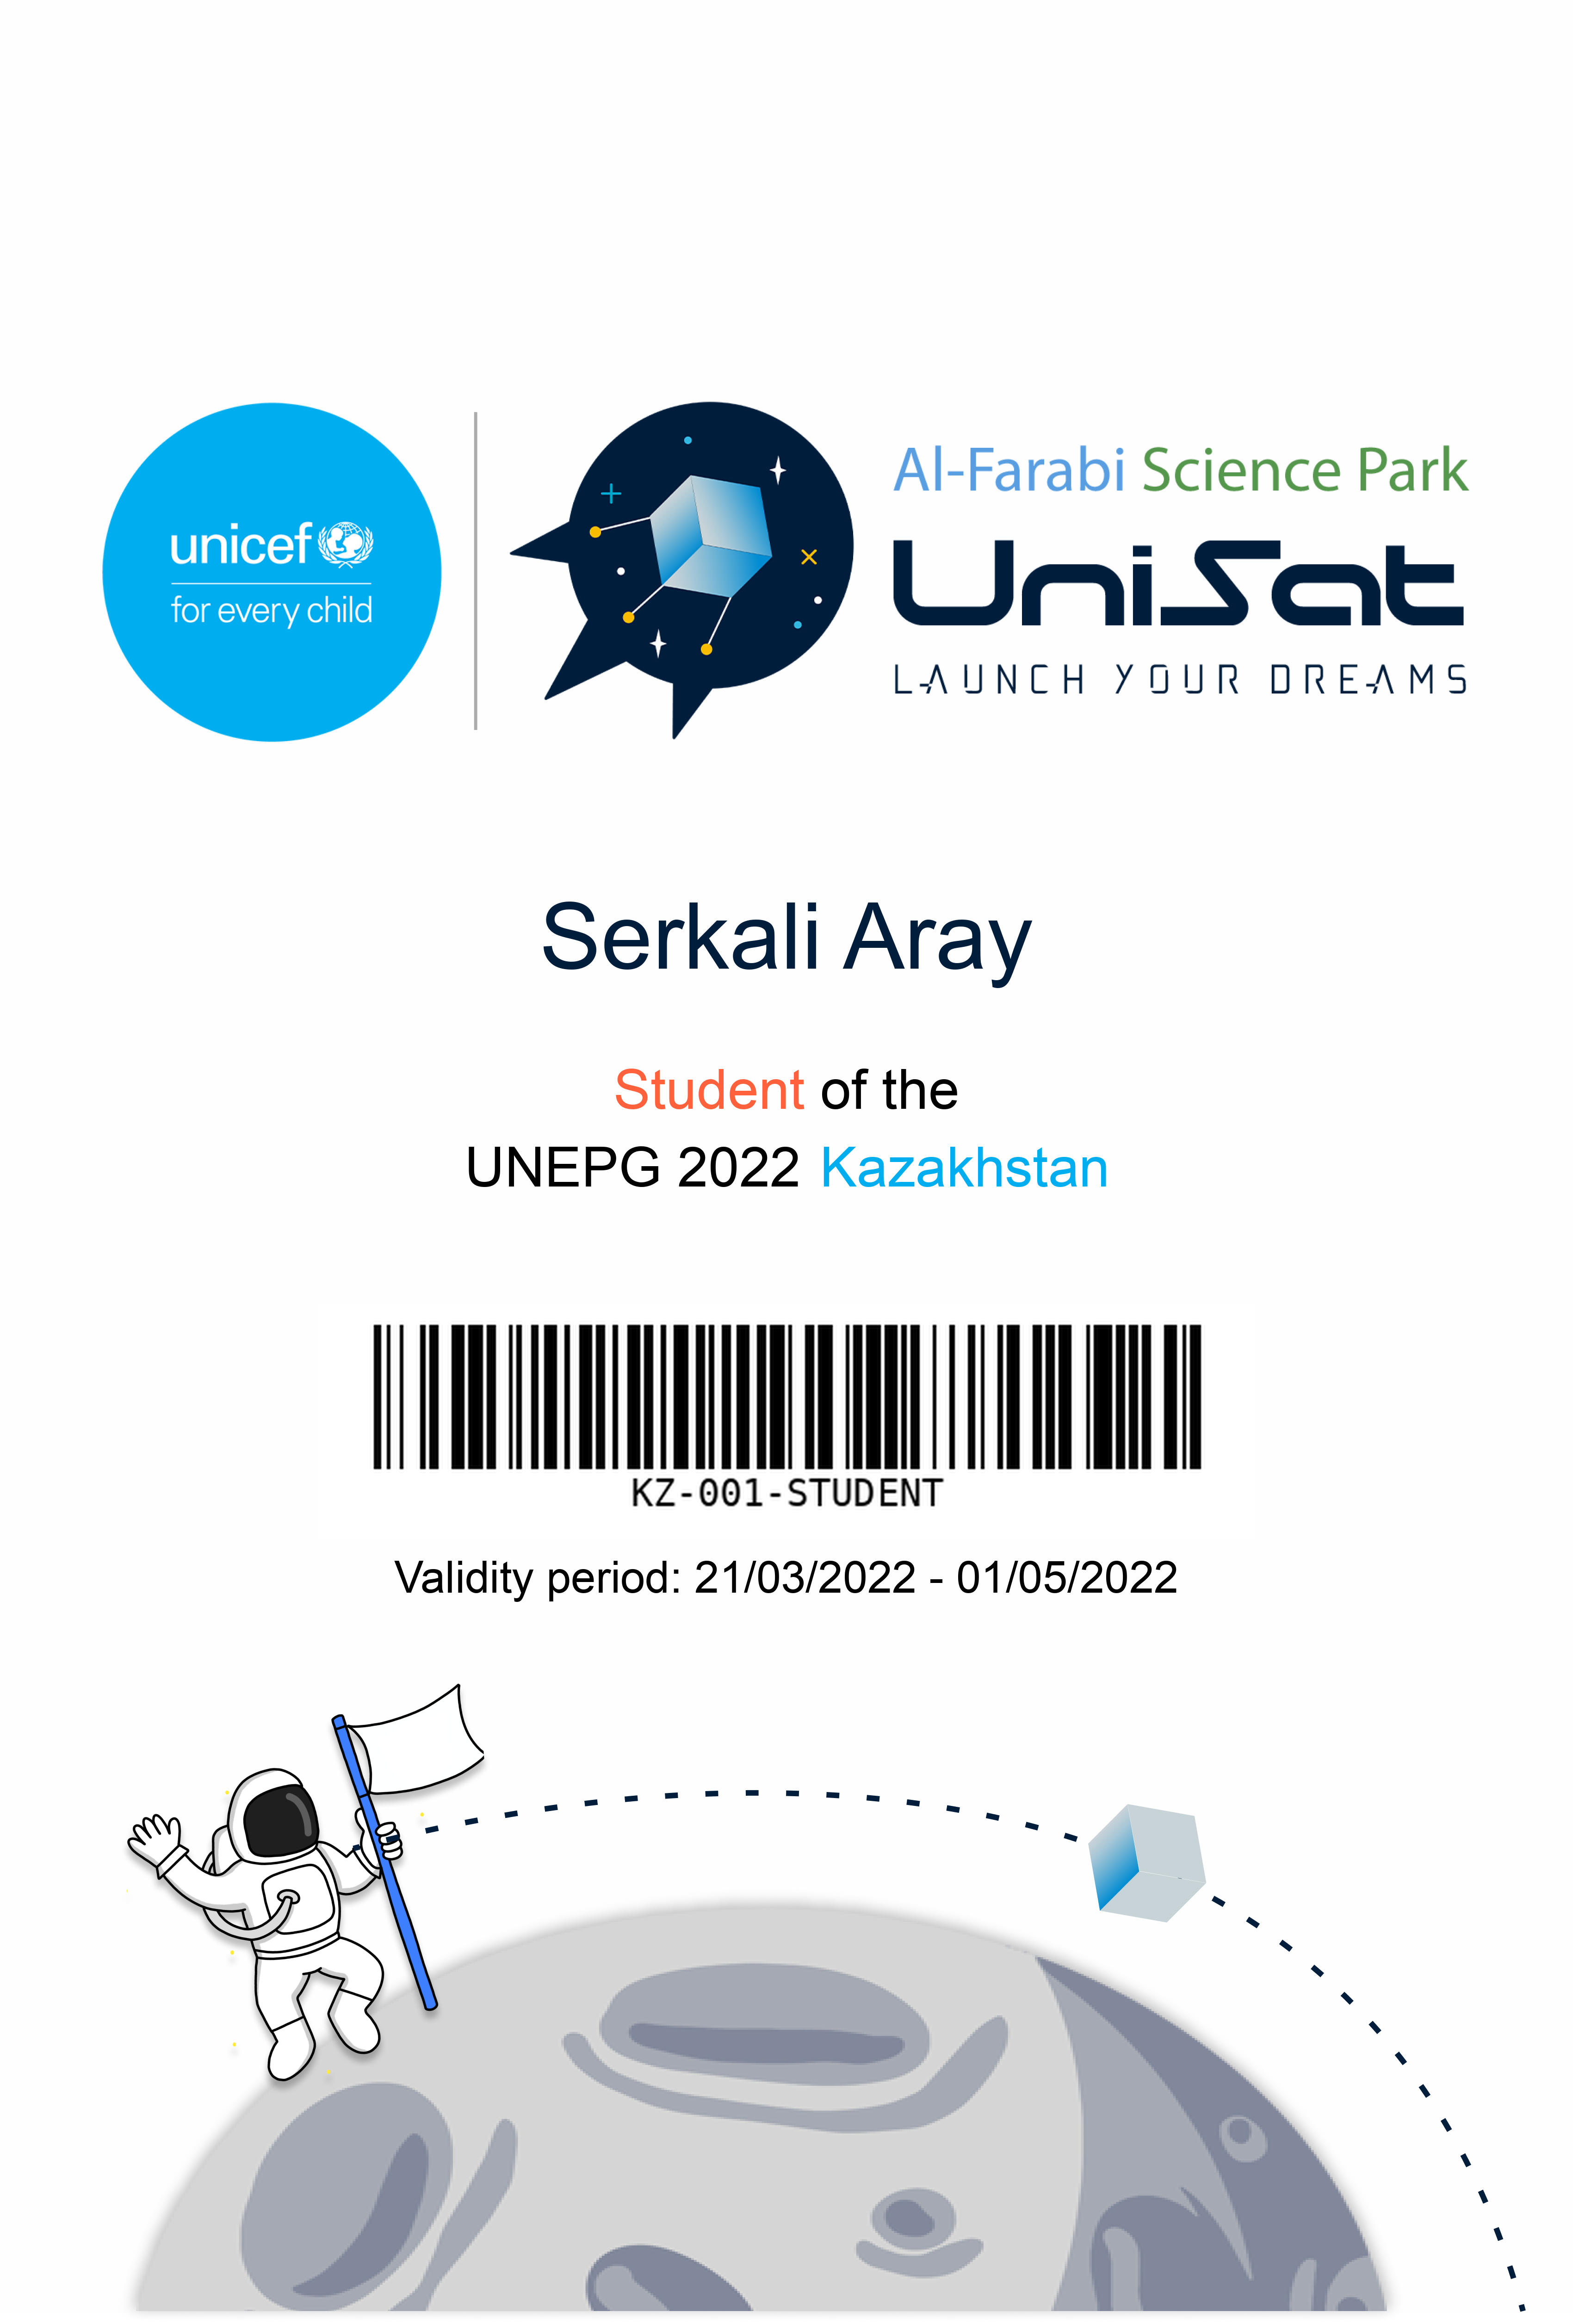 unicef
for every child
Al-Farabi Science Park
UniSat
LAUNCH YOUR DREAMS
Serkali Aray
Student of the
UNEPG 2022 Kazakhstan
KZ-001-STUDENT
Validity period: 21/03/2022 - 01/05/2022